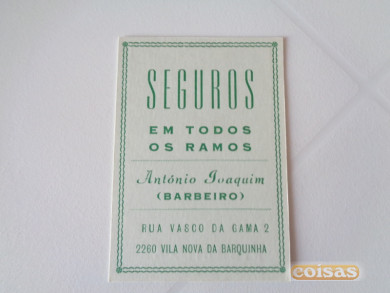 SEGUROS
EM TODOS
OS RAMOS
António Joaquim
(BARBEIRO)
RUA VASCO DA GAMA 2
2260 VILA NOVA DA BARQUINHA
coisas